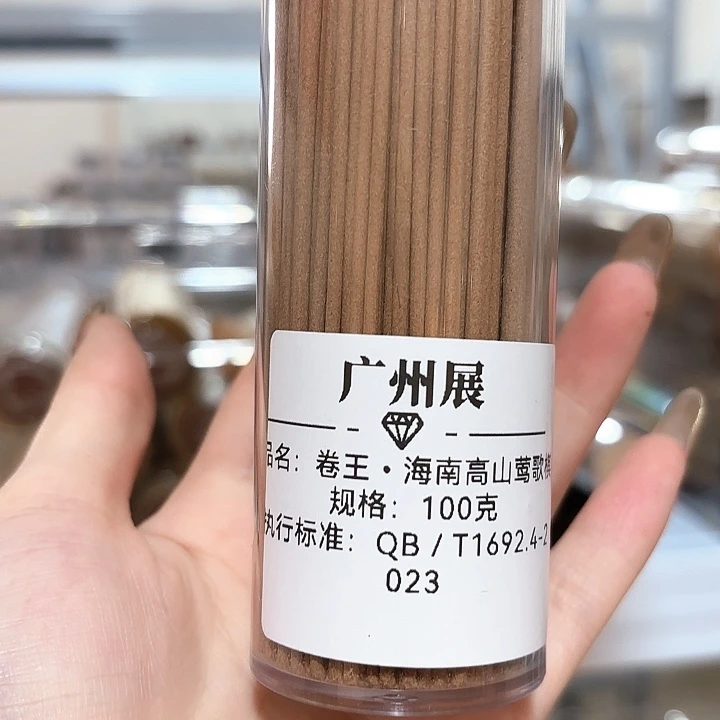 广州展
品名：卷王·海南高山莺歌
规格：100克
执行标准：QB/T1692.4-2
023